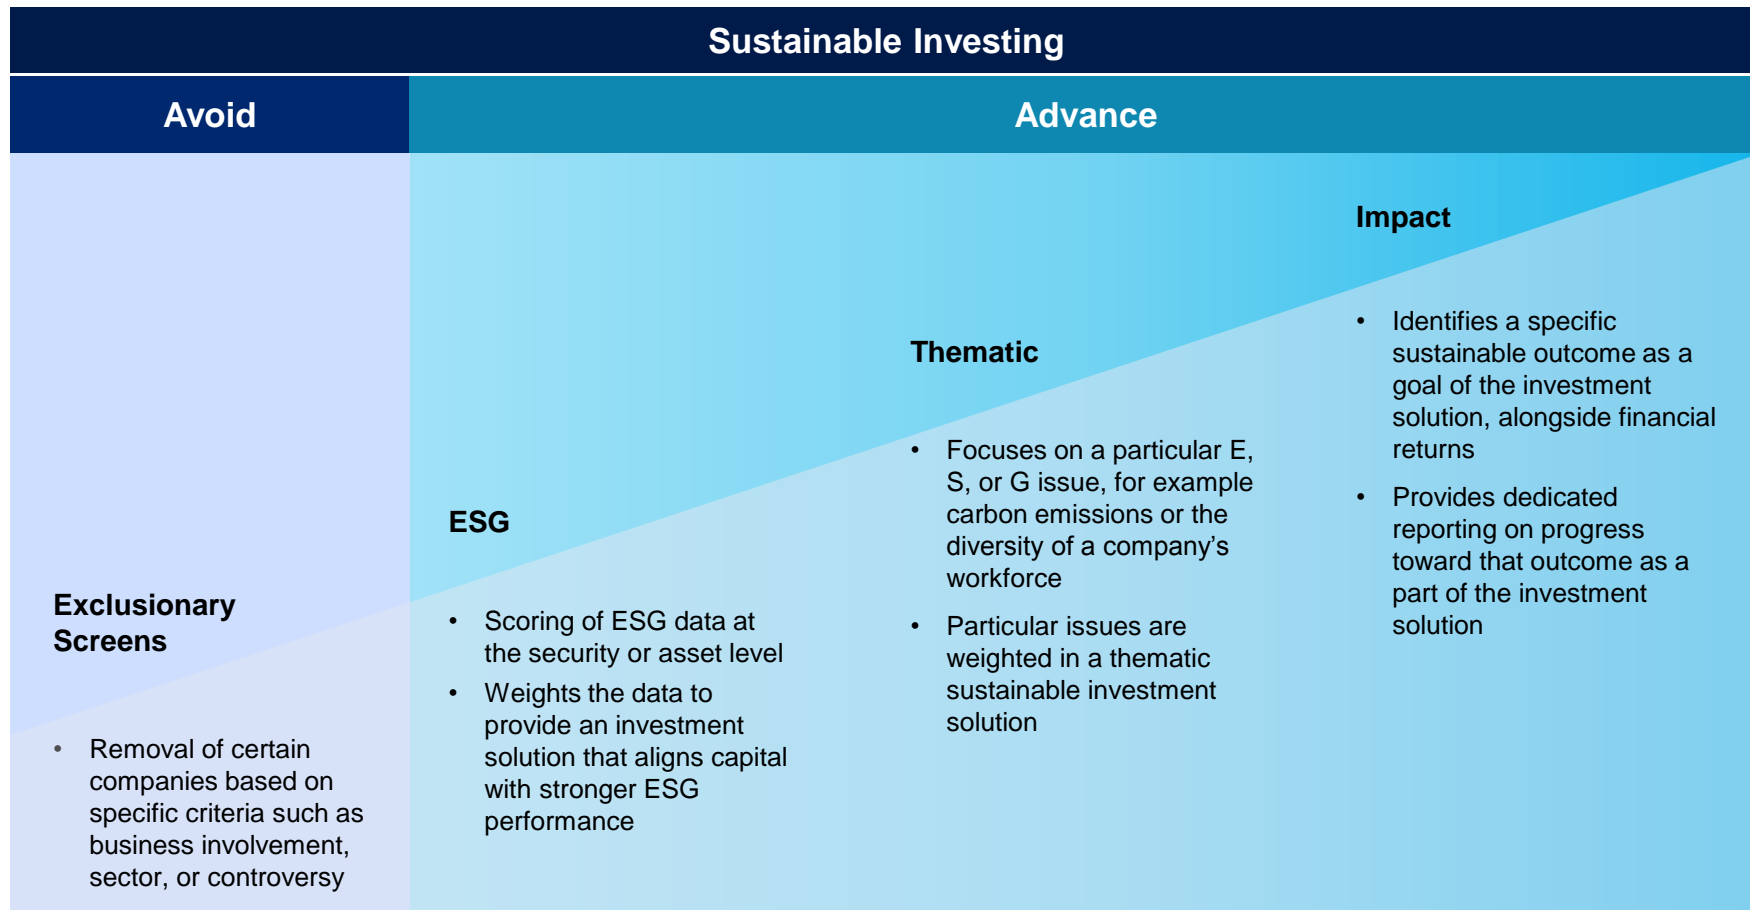 Sustainable Investing
Avoid
Advance
Exclusionary
Screens
• Removal of certain
companies based on
specific criteria such as
business involvement,
sector, or controversy
ESG
• Scoring of ESG data at
the security or asset level
• Weights the data to
provide an investment
solution that aligns capital
with stronger ESG
performance
Thematic
• Focuses on a particular E,
S, or G issue, for example
carbon emissions or the
diversity of a company’s
workforce
• Particular issues are
weighted in a thematic
sustainable investment
solution
Impact
• Identifies a specific
sustainable outcome as a
goal of the investment
solution, alongside financial
returns
• Provides dedicated
reporting on progress
toward that outcome as a
part of the investment
solution